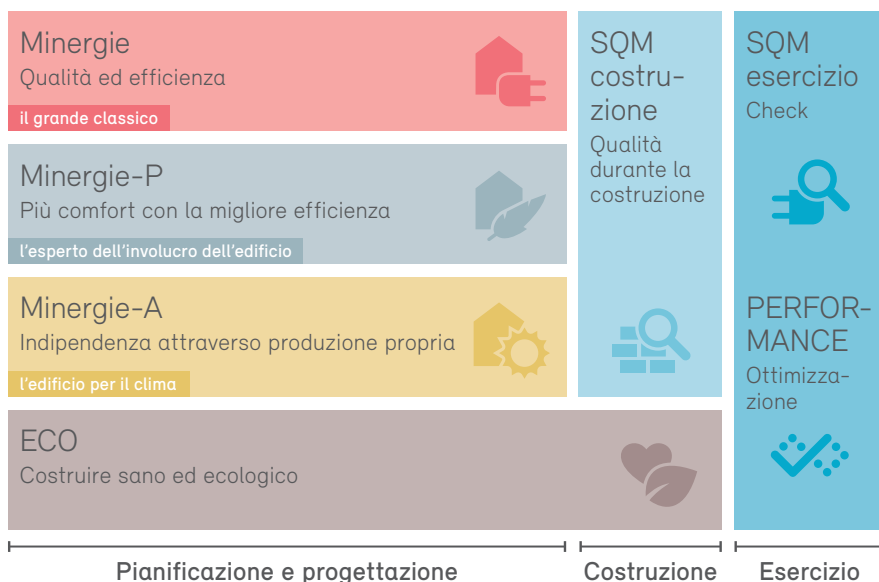 Minergie
Qualità ed efficienza
il grande classico
Minergie-P
Più comfort con la migliore efficienza
l'esperto dell'involucro dell'edificio
Minergie-A
Indipendenza attraverso produzione propria
l'edificio per il clima
ECO
Costruire sano ed ecologico
SQM
costru-
zione
Qualità
durante la
costruzione
SQM
esercizio
Check
PERFOR-
MANCE
Ottimizza-
zione
Pianificazione e progettazione
Costruzione
Esercizio